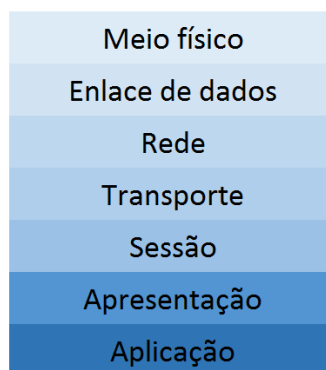 Meio físico
Enlace de dados
Rede
Transporte
Sessão
Apresentação
Aplicação